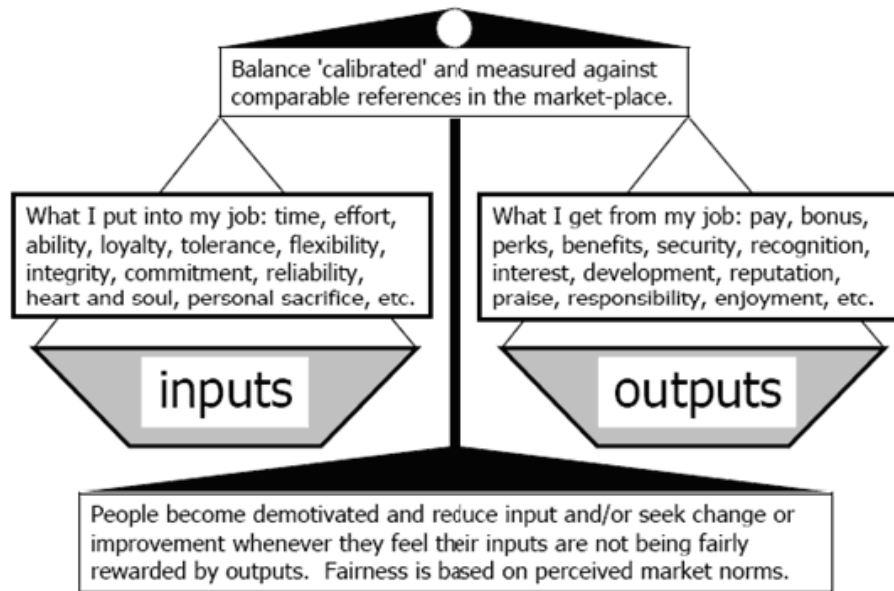 Balance 'calibrated' and measured against
comparable references in the market-place.
What I put into my job: time, effort,
ability, loyalty, tolerance, flexibility,
integrity, commitment, reliability,
heart and soul, personal sacrifice, etc.
What I get from my job: pay, bonus,
perks, benefits, security, recognition,
interest, development, reputation,
praise, responsibility, enjoyment, etc.
inputs
outputs
People become demotivated and reduce input and/or seek change or
improvement whenever they feel their inputs are not being fairly
rewarded by outputs.  Fairness is based on perceived market norms.